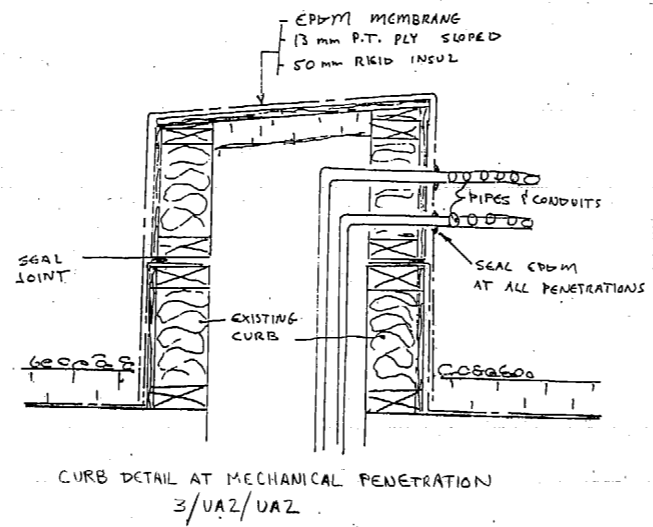 EPDM MEMBRANE
13 mm P.T. PLY SLOPED
50 mm RIGID INSUL
PIPES & CONDUITS
SEAL JOINT
SEAL EPDM
AT ALL PENETRATIONS
EXISTING
CURB
CURB DETAIL AT MECHANICAL PENETRATION
3/UA2/UA2